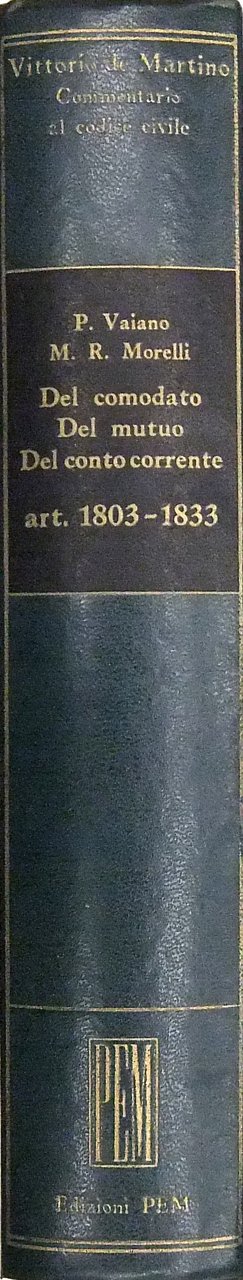 Vittorio de Martino
Commentario
al codice civile
P. Vaiano
M. R. Morelli
Del comodato
Del mutuo
Del conto corrente
art. 1803-1833
PEM
Edizioni PEM